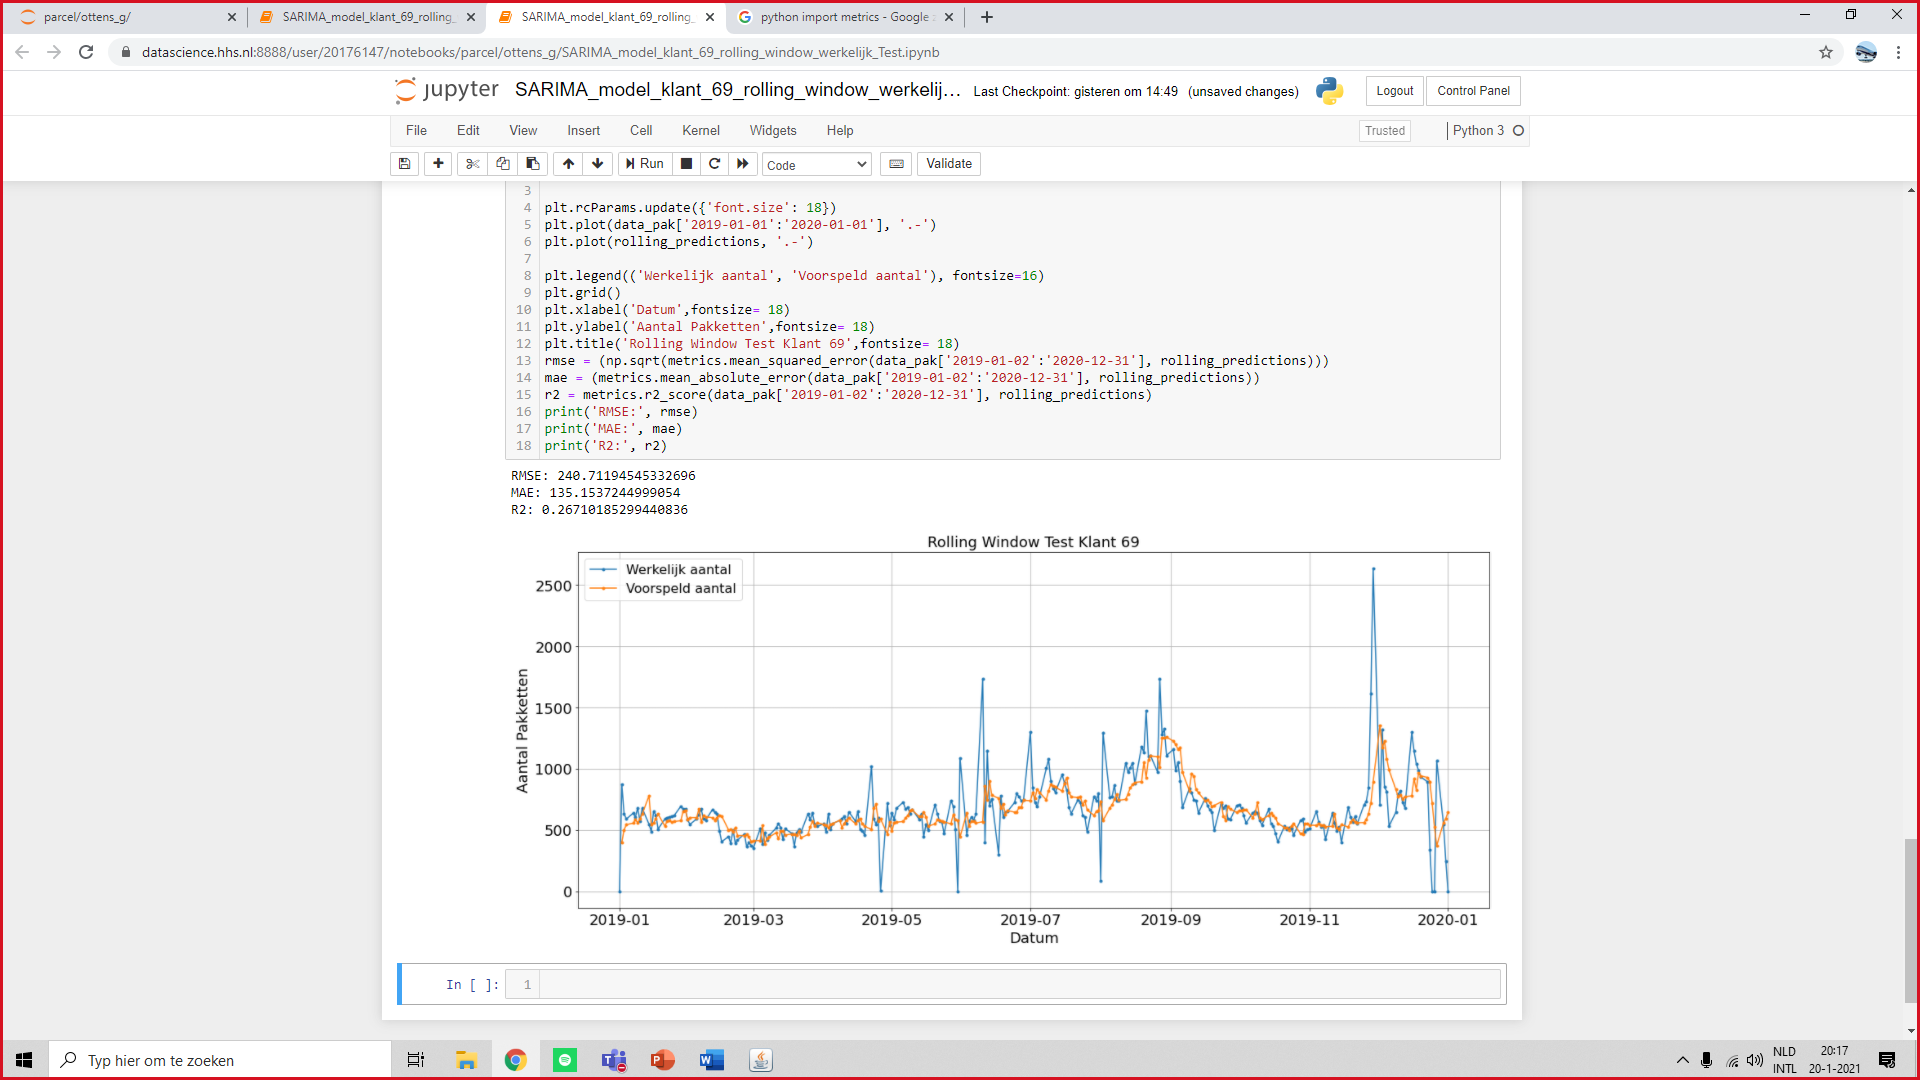 parcel/ottens_g/
SARIMA_model_klant_69_rolling_
SARIMA_model_klant_69_rolling_
python import metrics - Google
datascience.hhs.nl:8888/user/20176147/notebooks/parcel/ottens_g/SARIMA_model_klant_69_rolling_window_werkelijk_Test.ipynb
jupyter SARIMA_model_klant_69_rolling_window_werkelij... Last Checkpoint: gisteren om 14:49 (unsaved changes) Logout Control Panel
File Edit View Insert Cell Kernel Widgets Help Trusted Python 3
Run Code Validate
3
4 plt.rcParams.update({'font.size': 18})
5 plt.plot(data_pak['2019-01-01':'2020-01-01'], '.-')
6 plt.plot(rolling_predictions, '.-')
7
8 plt.legend(('Werkelijk aantal', 'Voorspeld aantal'), fontsize=16)
9 plt.grid()
10 plt.xlabel('Datum',fontsize= 18)
11 plt.ylabel('Aantal Pakketten',fontsize= 18)
12 plt.title('Rolling Window Test Klant 69',fontsize= 18)
13 rmse = (np.sqrt(metrics.mean_squared_error(data_pak['2019-01-02':'2020-12-31'], rolling_predictions)))
14 mae = (metrics.mean_absolute_error(data_pak['2019-01-02':'2020-12-31'], rolling_predictions))
15 r2 = metrics.r2_score(data_pak['2019-01-02':'2020-12-31'], rolling_predictions)
16 print('RMSE:', rmse)
17 print('MAE:', mae)
18 print('R2:', r2)
RMSE: 240.71194545332696
MAE: 135.1537244999054
R2: 0.26710185299440836
Rolling Window Test Klant 69
Werkelijk aantal
Voorspeld aantal
2500
2000
1500
1000
500
0
Aantal Pakketten
2019-01 2019-03 2019-05 2019-07 2019-09 2019-11 2020-01
Datum
In [ ]: 1
Typ hier om te zoeken
NLD
INTL
20:17
20-1-2021